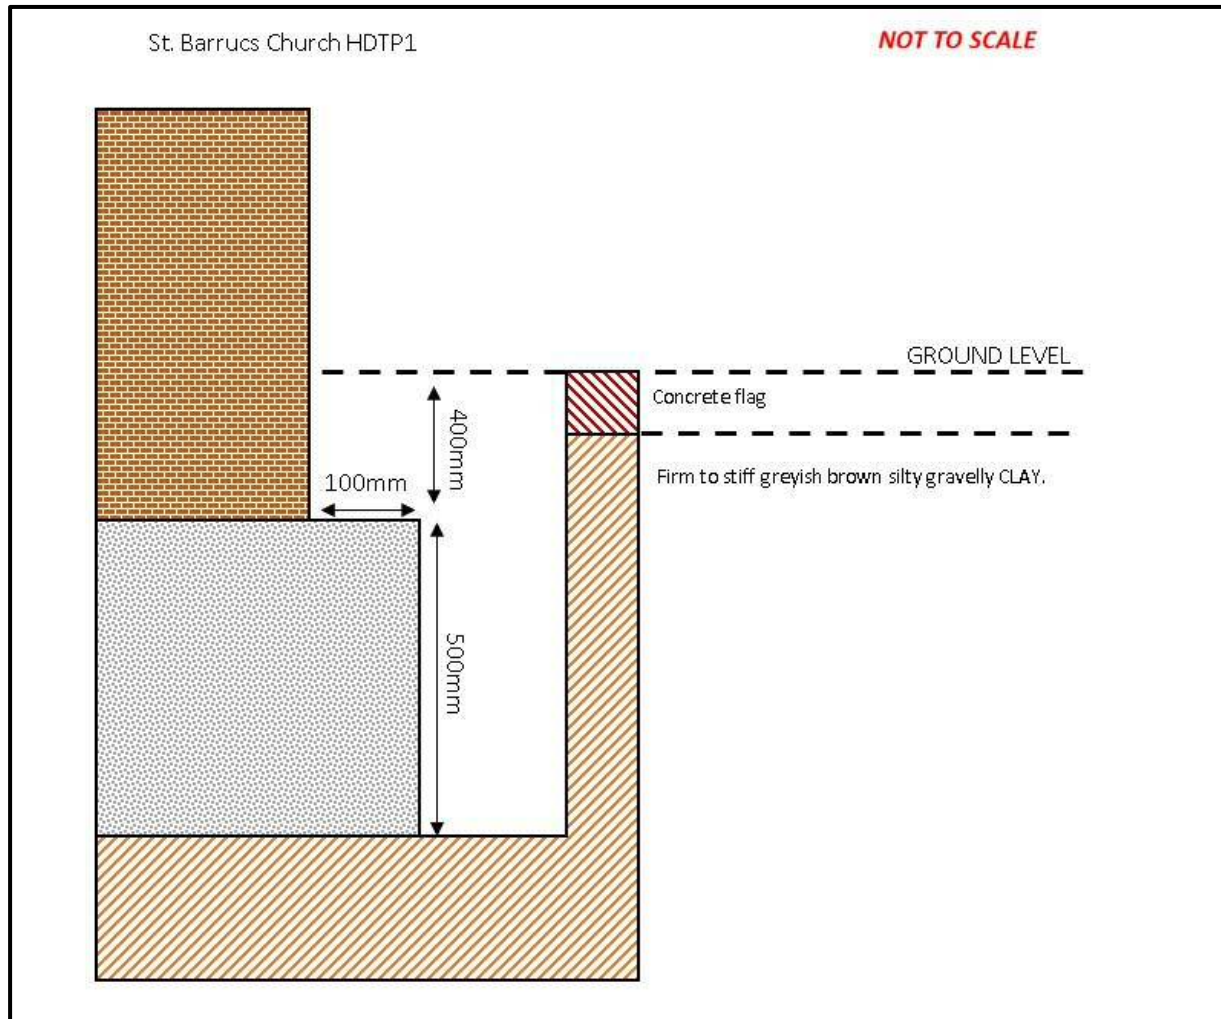 St. Barrucs Church HDTP1
NOT TO SCALE
GROUND LEVEL
Concrete flag
400mm
Firm to stiff greyish brown silty gravelly CLAY.
100mm
500mm